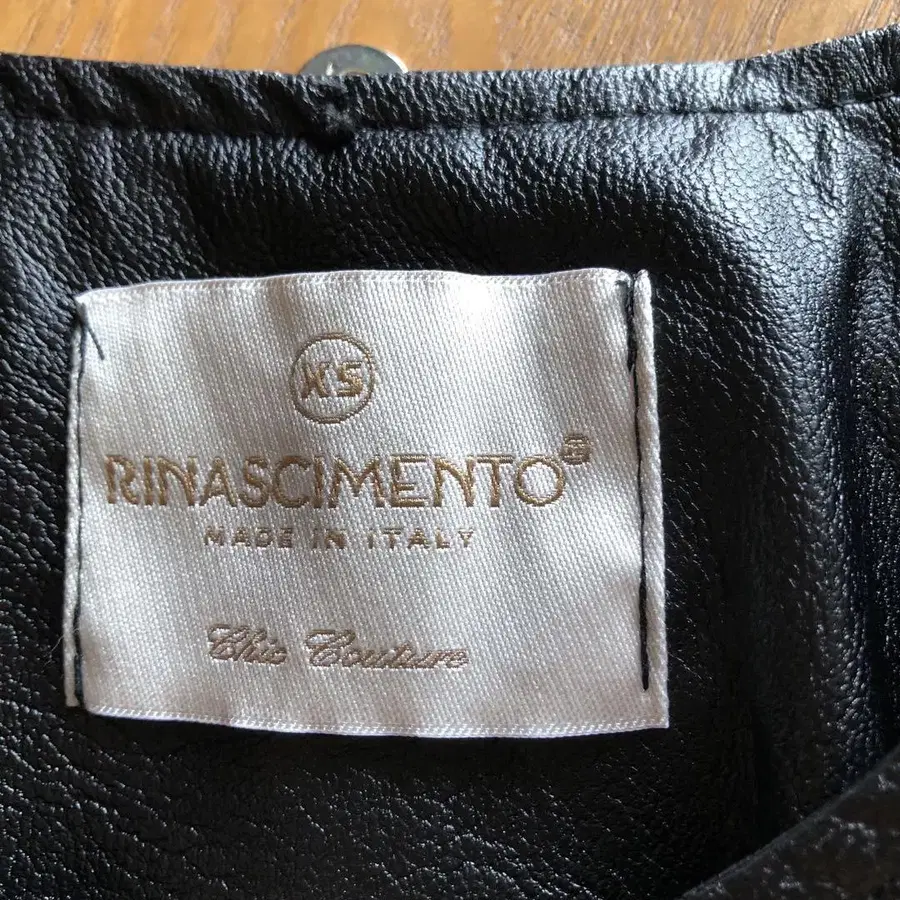 XS
RINASCIMENTO®
MADE IN ITALY
Chic Couture